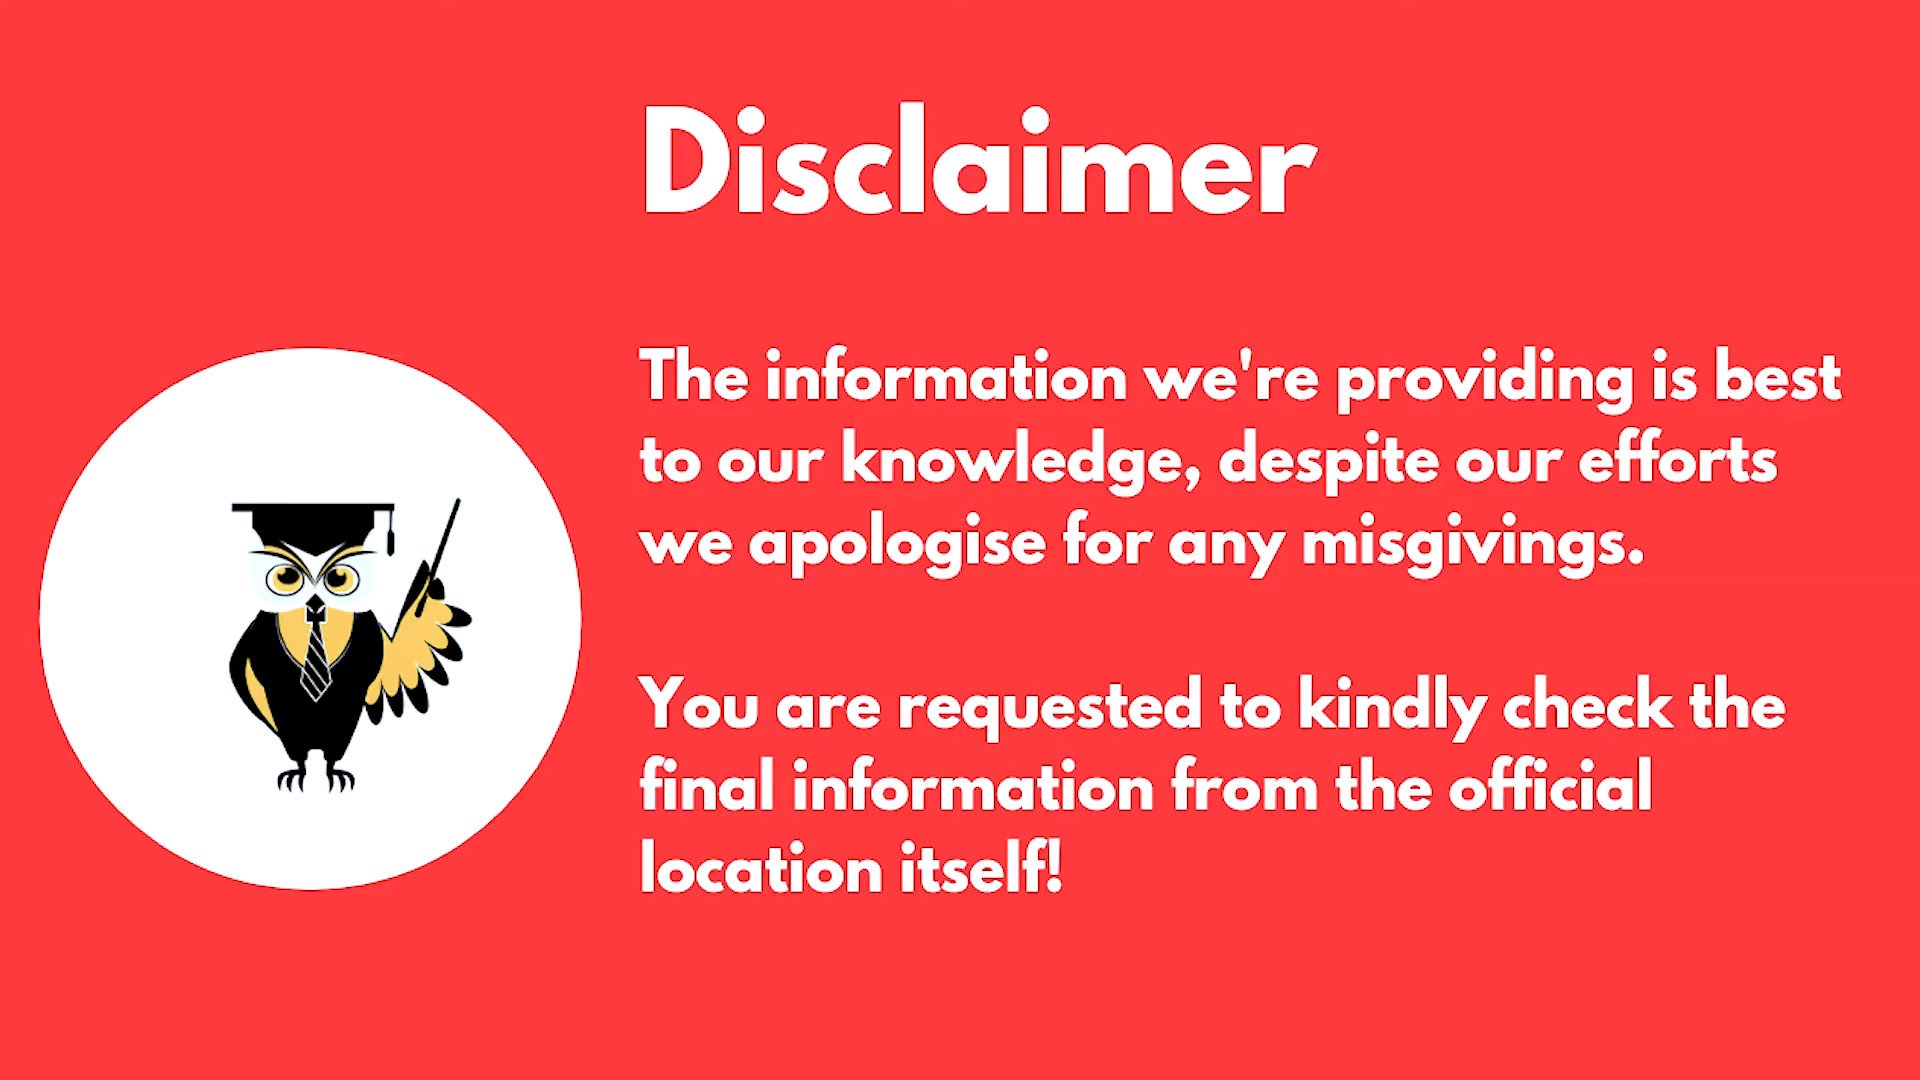 Disclaimer
The information we're providing is best
to our knowledge, despite our efforts
we apologise for any misgivings.
You are requested to kindly check the
final information from the official
location itself!